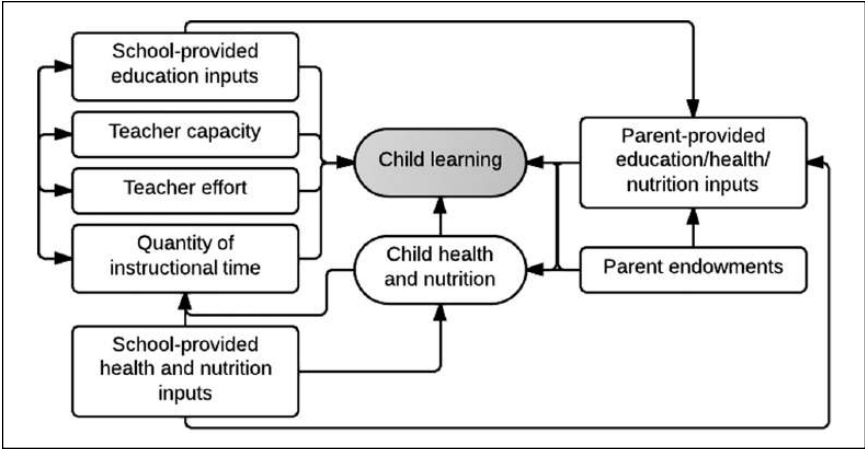 School-provided
education inputs
Teacher capacity
Teacher effort
Quantity of
instructional time
School-provided
health and nutrition
inputs
Child learning
Child health
and nutrition
Parent-provided
education/health/
nutrition inputs
Parent endowments